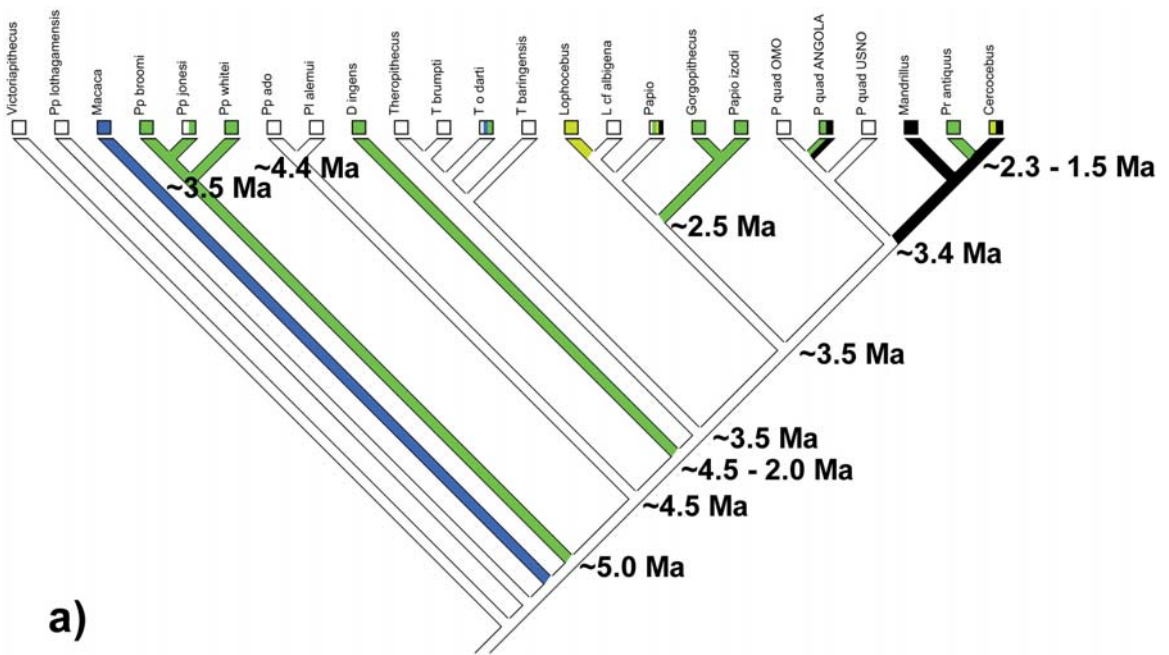 Victoriapithecus
Pp lothagamensis
Macaca
Pp broomi
Pp jonesi
Pp whitei
Pp ado
Pl alemui
D ingens
Theropithecus
T brumpti
T o darti
T baringensis
Lophocebus
L cf albigena
Papio
Gorgopithecus
Papio izodi
P quad OMO
P quad ANGOLA
P quad USNO
Mandrillus
Pr antiquus
Cercocebus
~4.4 Ma
~2.3 - 1.5 Ma
~3.5 Ma
~2.5 Ma
~3.4 Ma
~3.5 Ma
~3.5 Ma
~4.5 - 2.0 Ma
~4.5 Ma
~5.0 Ma
a)